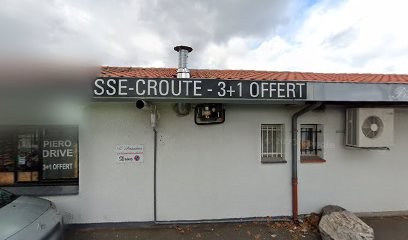 SSE-CROUTE - 3+1 OFFERT
PIERO
DRIVE
3+1 OFFERT